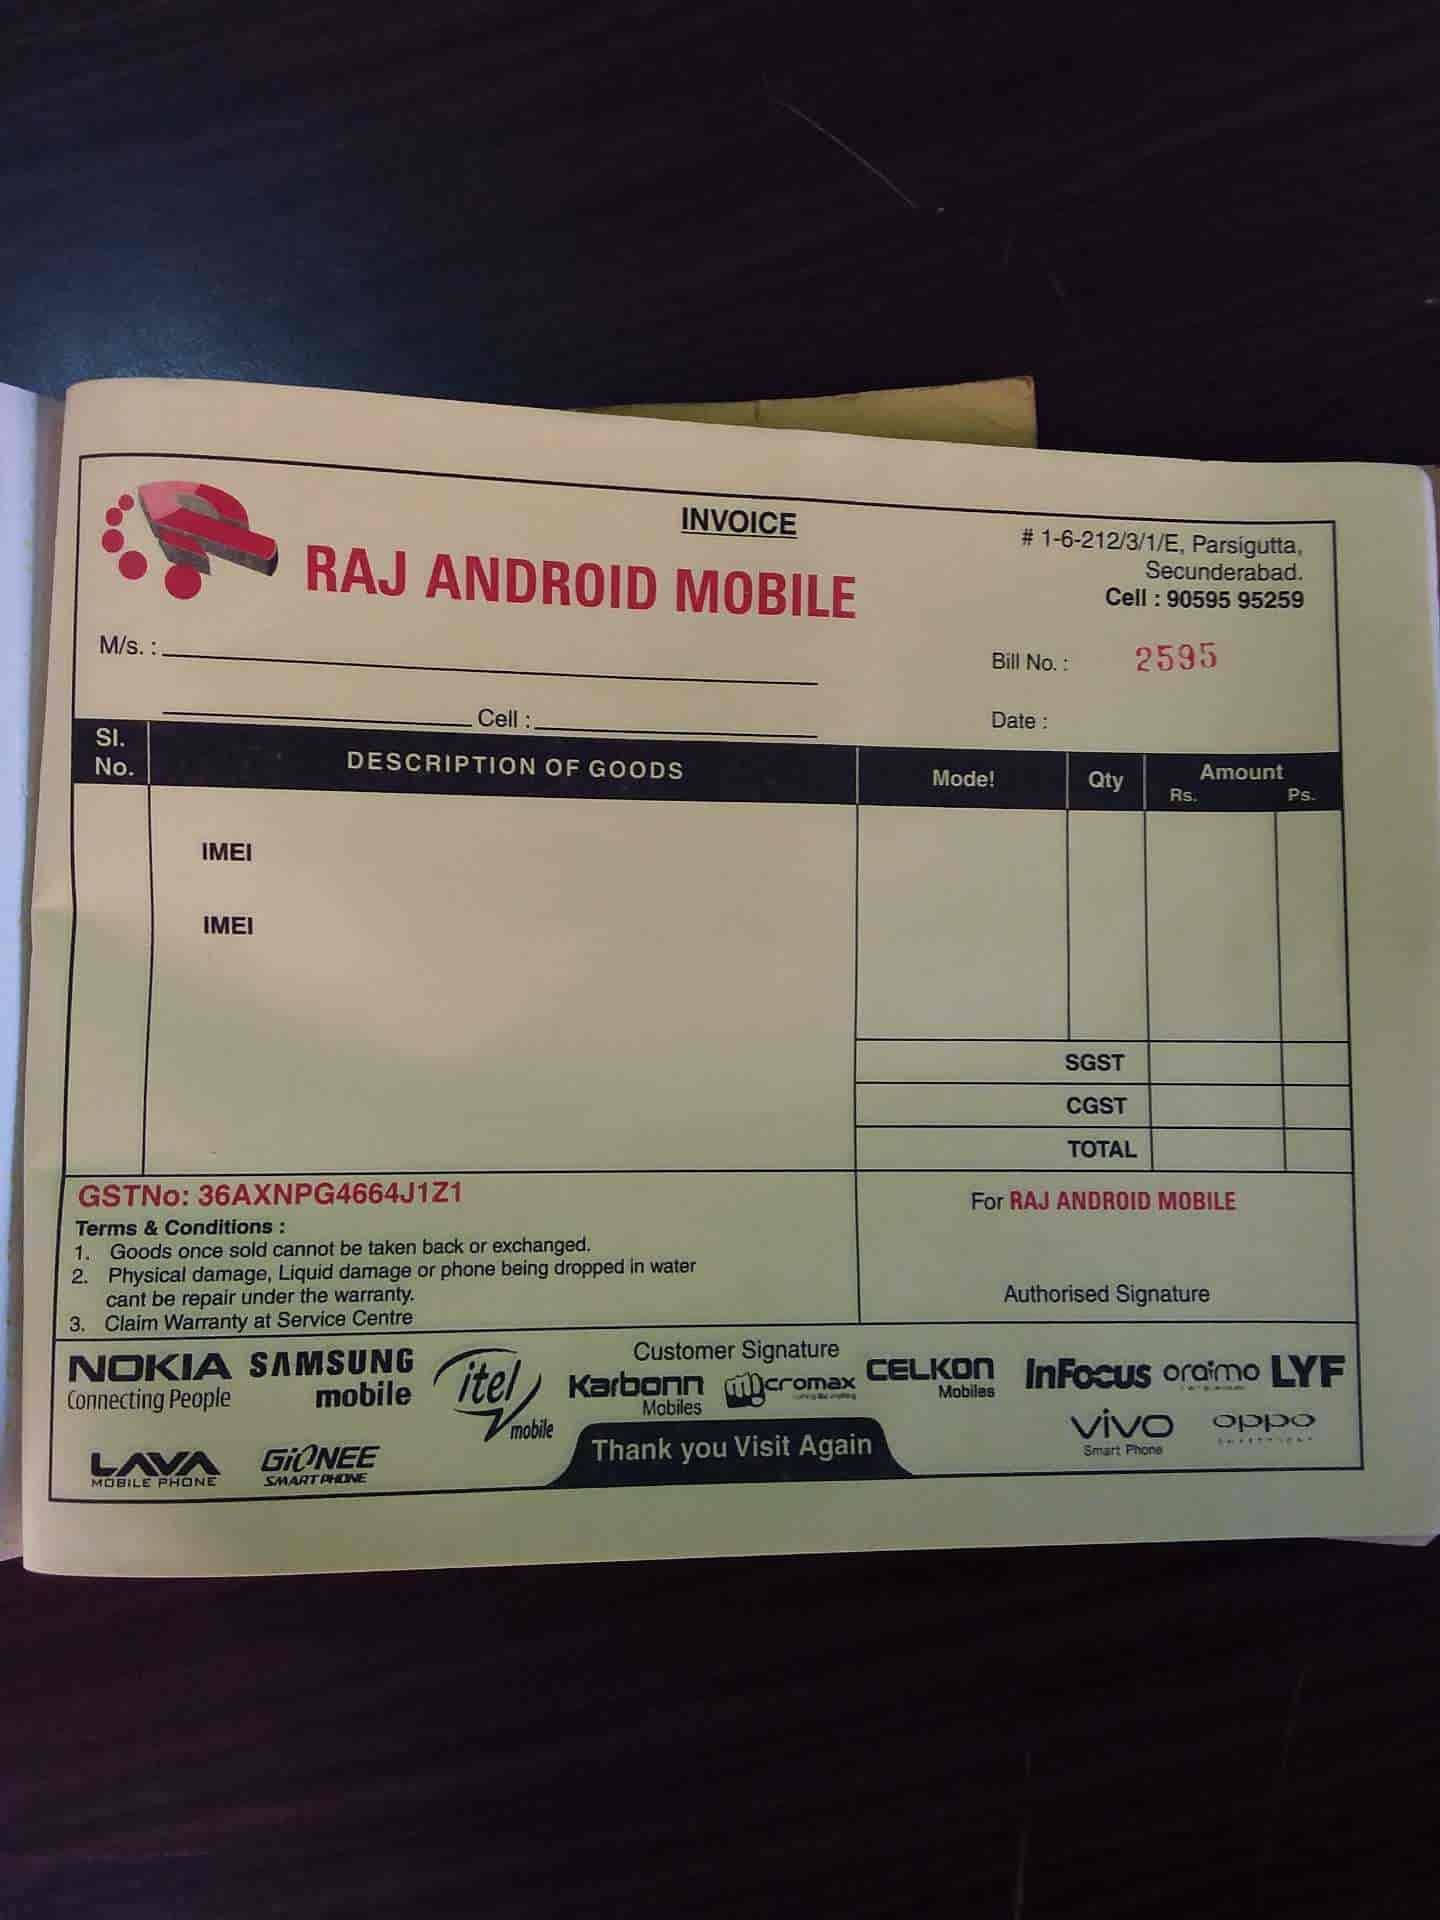 INVOICE
RAJ ANDROID MOBILE
# 1-6-212/3/1/E, Parsigutta,
Secunderabad.
Cell : 90595 95259
M/s. :
Bill No. : 2595
Cell :
Date :
Sl. No. DESCRIPTION OF GOODS Mode! Qty Amount
Rs. Ps.
IMEI
IMEI
SGST
CGST
TOTAL
GSTNo: 36AXNPG4664J1Z1
Terms & Conditions :
1. Goods once sold cannot be taken back or exchanged.
2. Physical damage, Liquid damage or phone being dropped in water
cant be repair under the warranty.
3. Claim Warranty at Service Centre
For RAJ ANDROID MOBILE
Authorised Signature
Customer Signature
NOKIA
Connecting People
SAMSUNG
mobile
itel
mobile
Karbonn
Mobiles
micromax
CELKON
Mobiles
InFocus
oraimo
LYF
LAVA
MOBILE PHONE
GIONEE
SMART PHONE
Thank you Visit Again
vivo
Smart Phone
oppo